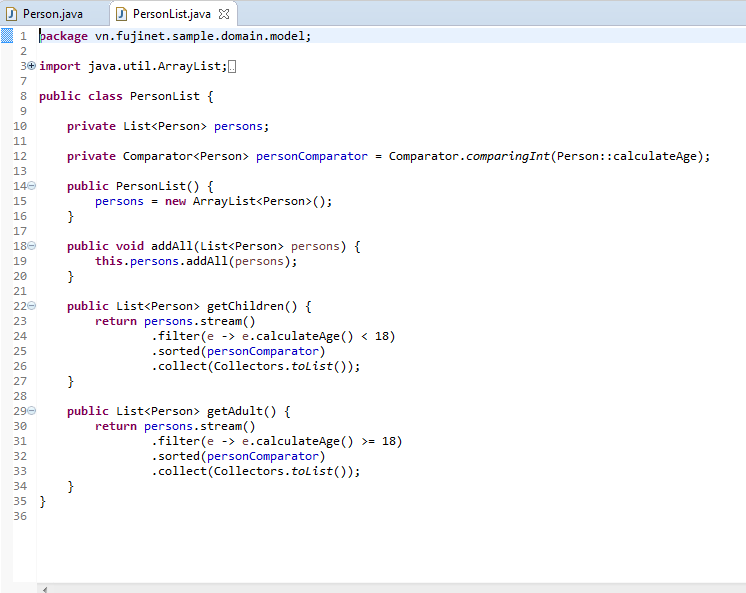 Person.java PersonList.java
1 package vn.fujinet.sample.domain.model;
2
3 import java.util.ArrayList;
7
8 public class PersonList {
9
10 private List<Person> persons;
11
12 private Comparator<Person> personComparator = Comparator.comparingInt(Person::calculateAge);
13
14 public PersonList() {
15 persons = new ArrayList<Person>();
16 }
17
18 public void addAll(List<Person> persons) {
19 this.persons.addAll(persons);
20 }
21
22 public List<Person> getChildren() {
23 return persons.stream()
24 .filter(e -> e.calculateAge() < 18)
25 .sorted(personComparator)
26 .collect(Collectors.toList());
27 }
28
29 public List<Person> getAdult() {
30 return persons.stream()
31 .filter(e -> e.calculateAge() >= 18)
32 .sorted(personComparator)
33 .collect(Collectors.toList());
34 }
35 }
36